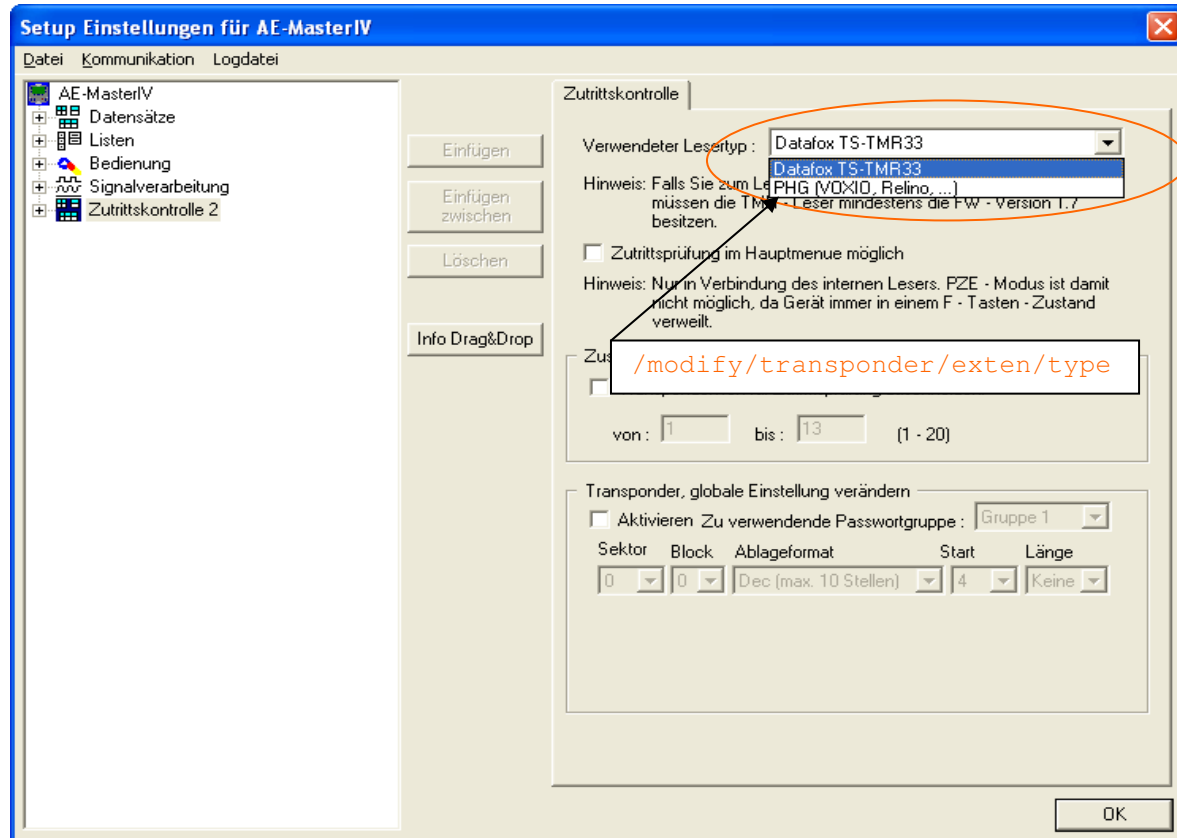 Setup Einstellungen für AE-MasterIV
Datei Kommunikation Logdatei
AE-MasterIV
Datensätze
Listen
Bedienung
Signalverarbeitung
Zutrittskontrolle 2
Einfügen
Einfügen
zwischen
Löschen
Info Drag&Drop
Zutrittskontrolle
Verwendeter Lesertyp : Datafox TS-TMR33
Datafox TS-TMR33
PHG (VOXIO, Relino, ...)
Hinweis: Falls Sie zum
müssen die Leser mindestens die FW - Version 1.7
besitzen.
Zutrittsprüfung im Hauptmenue möglich
Hinweis: Nur in Verbindung des internen Lesers. PZE - Modus ist damit
nicht möglich, da Gerät immer in einem F - Tasten - Zustand
verweilt.
/modify/transponder/exten/type
von : 1 bis : 13 (1 - 20)
Transponder, globale Einstellung verändern
Aktivieren Zu verwendende Passwortgruppe : Gruppe 1
Sektor Block Ablageformat Start Länge
0 0 Dec (max. 10 Stellen) 4 Keine
OK